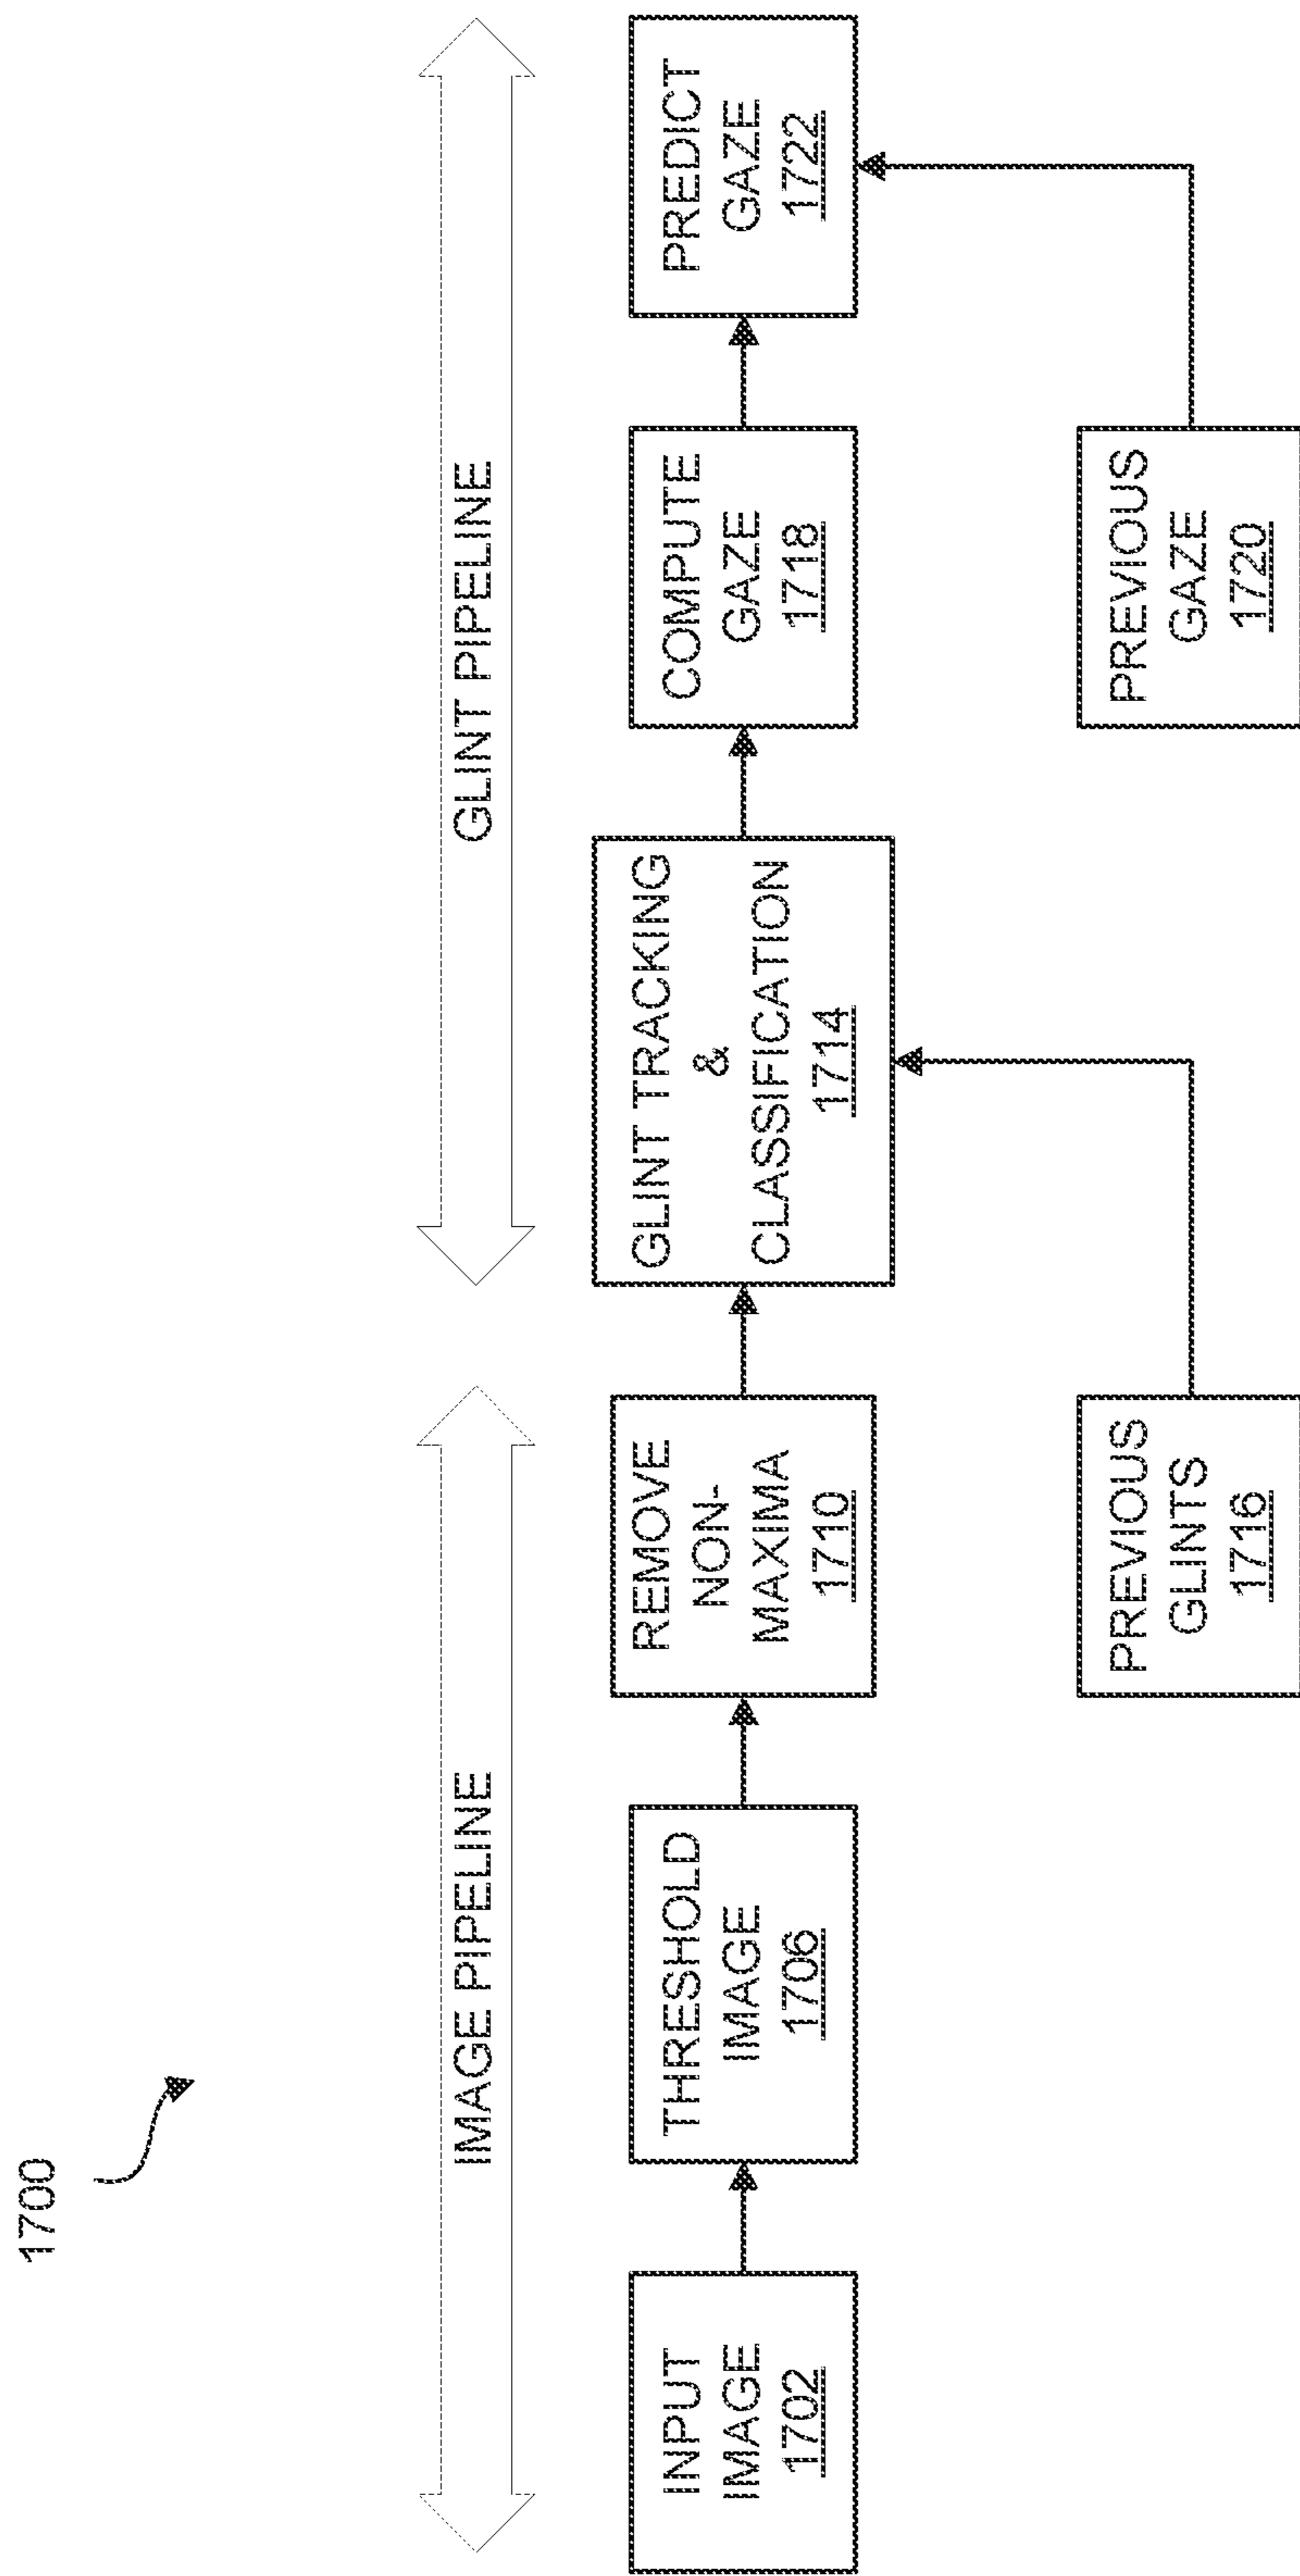 1700
IMAGE PIPELINE
GLINT PIPELINE
INPUT
IMAGE
1702
THRESHOLD
IMAGE
1706
REMOVE
NON-
MAXIMA
1710
GLINT TRACKING
&
CLASSIFICATION
1714
COMPUTE
GAZE
1718
PREDICT
GAZE
1722
PREVIOUS
GLINTS
1716
PREVIOUS
GAZE
1720